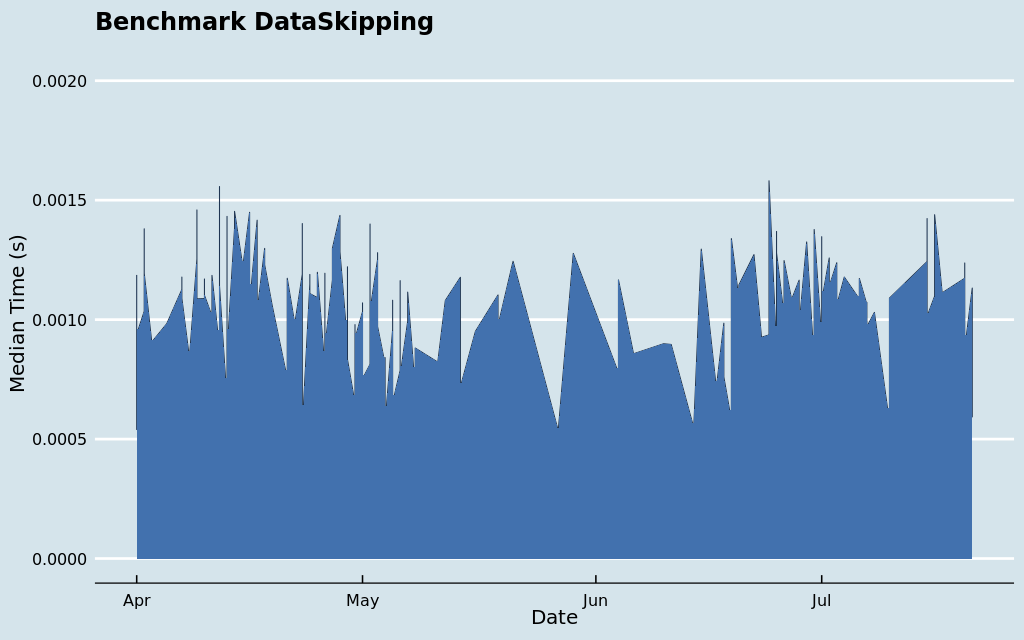 Benchmark DataSkipping
Median Time (s)
0.0020
0.0015
0.0010
0.0005
0.0000
Apr
May
Jun
Jul
Date